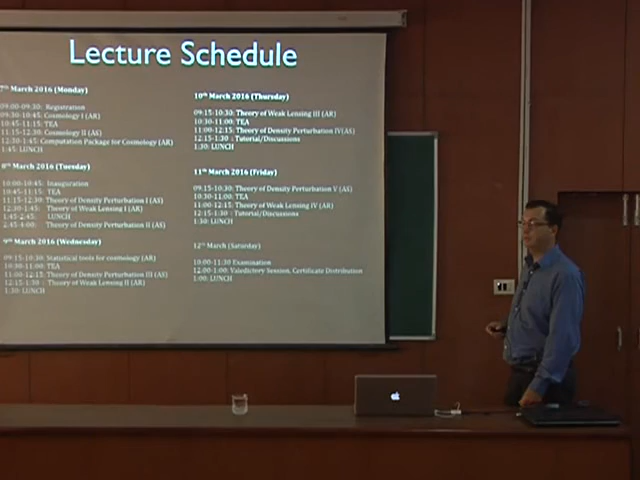 Lecture Schedule
7th March 2016 (Monday)
09:00-09:30: Registration
09:30-10:45: Cosmology I (AR)
10:45-11:15: TEA
11:15-12:30: Cosmology II (AS)
12:30-1:45: Computation Package for Cosmology (AR)
1:45: LUNCH
8th March 2016 (Tuesday)
10:00-10:45: Inauguration
10:45-11:15: TEA
11:15-12:30: Theory of Density Perturbation I (AS)
12:30-1:45: Theory of Weak Lensing I (AR)
1:45-2:45: LUNCH
2:45-4:00: Theory of Density Perturbation II (AS)
9th March 2016 (Wednesday)
09:15-10:30: Statistical tools for cosmology (AR)
10:30-11:00: TEA
11:00-12:15: Theory of Density Perturbation III (AS)
12:15-1:30 : Theory of Weak Lensing II (AR)
1:30: LUNCH
10th March 2016 (Thursday)
09:15-10:30: Theory of Weak Lensing III (AR)
10:30-11:00: TEA
11:00-12:15: Theory of Density Perturbation IV(AS)
12:15-1:30 : Tutorial/Discussions
1:30: LUNCH
11th March 2016 (Friday)
09:15-10:30: Theory of Density Perturbation V (AS)
10:30-11:00: TEA
11:00-12:15: Theory of Weak Lensing IV (AR)
12:15-1:30 : Tutorial/Discussions
1:30: LUNCH
12th March (Saturday)
10:00-11:30 Examination
12:00-1:00: Valedictory Session, Certificate Distribution
1:00: LUNCH